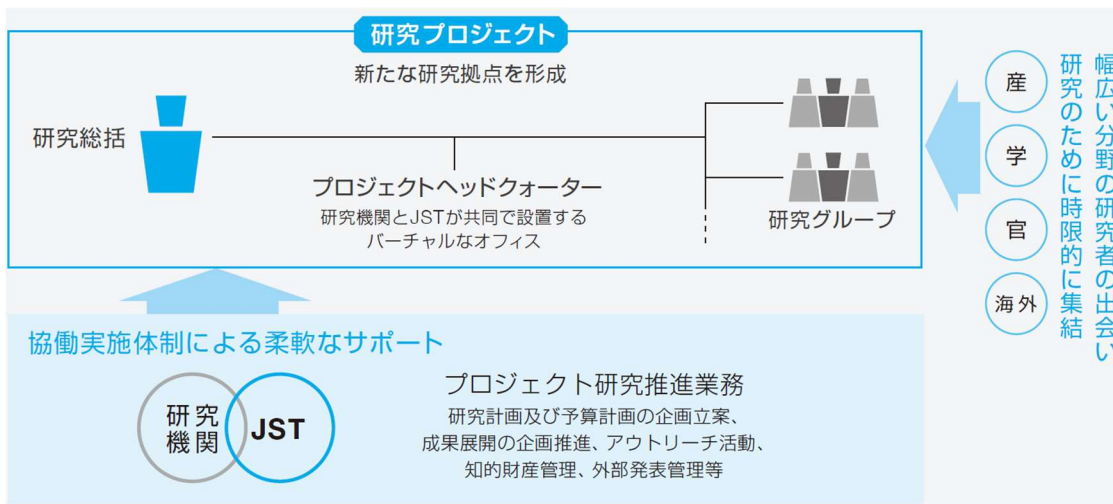 研究プロジェクト
新たな研究拠点を形成
研究総括
プロジェクトヘッドクォーター
研究機関とJSTが共同で設置する
バーチャルなオフィス
研究グループ
産
学
官
海外
幅広い分野の研究者の出会い
研究のために時限的に集結
協働実施体制による柔軟なサポート
研究
機関
JST
プロジェクト研究推進業務
研究計画及び予算計画の企画立案、
成果展開の企画推進、アウトリーチ活動、
知的財産管理、外部発表管理等